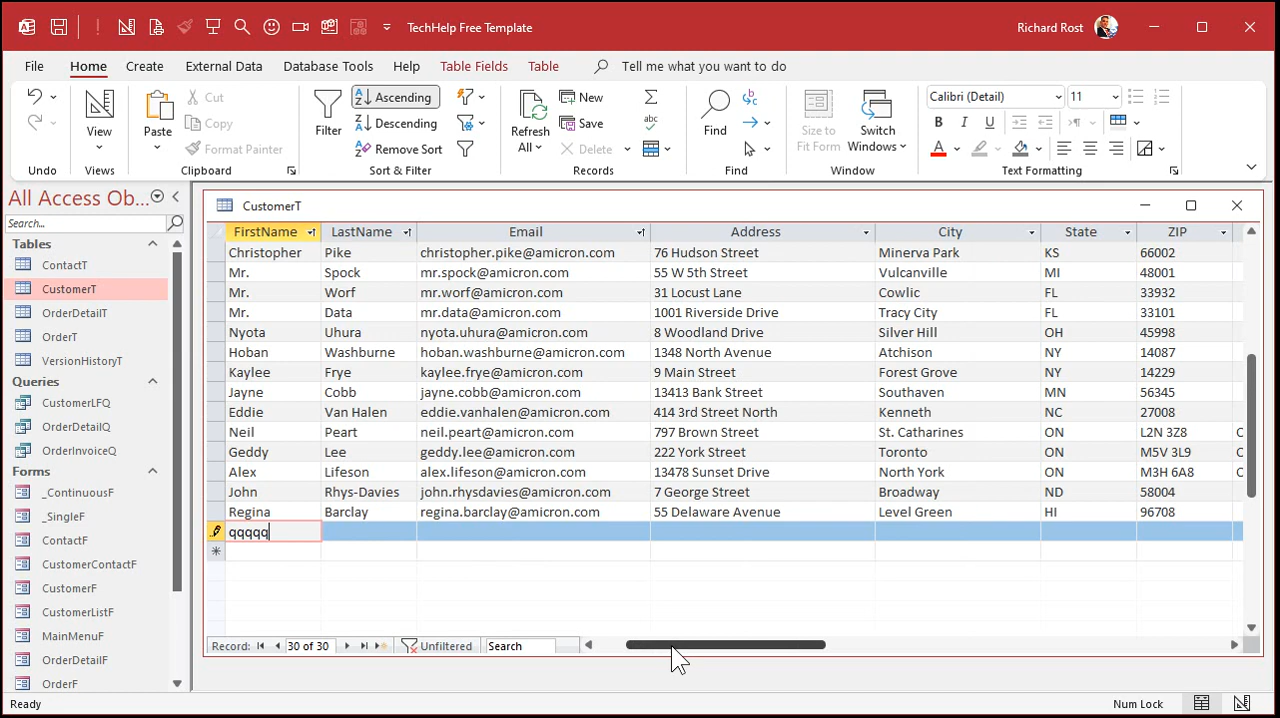 TechHelp Free Template
Richard Rost
File Home Create External Data Database Tools Help Table Fields Table Tell me what you want to do
Undo
View
Views
Paste
Cut
Copy
Format Painter
Clipboard
Filter
Ascending
Descending
Remove Sort
Sort & Filter
Refresh All
New
Save
Delete
Records
Find
Find
Size to Fit Form
Switch Windows
Window
Calibri (Detail) 11
B I U
A
Text Formatting
All Access Ob...
Search...
Tables
ContactT
CustomerT
OrderDetailT
OrderT
VersionHistoryT
Queries
CustomerLFQ
OrderDetailQ
OrderInvoiceQ
Forms
_ContinuousF
_SingleF
ContactF
CustomerContactF
CustomerF
CustomerListF
MainMenuF
OrderDetailF
OrderF
CustomerT
FirstName LastName Email Address City State ZIP
Christopher Pike christopher.pike@amicron.com 76 Hudson Street Minerva Park KS 66002
Mr. Spock mr.spock@amicron.com 55 W 5th Street Vulcanville MI 48001
Mr. Worf mr.worf@amicron.com 31 Locust Lane Cowlic FL 33932
Mr. Data mr.data@amicron.com 1001 Riverside Drive Tracy City FL 33101
Nyota Uhura nyota.uhura@amicron.com 8 Woodland Drive Silver Hill OH 45998
Hoban Washburne hoban.washburne@amicron.com 1348 North Avenue Atchison NY 14087
Kaylee Frye kaylee.frye@amicron.com 9 Main Street Forest Grove NY 14229
Jayne Cobb jayne.cobb@amicron.com 13413 Bank Street Southaven MN 56345
Eddie Van Halen eddie.vanhalen@amicron.com 414 3rd Street North Kenneth NC 27008
Neil Peart neil.peart@amicron.com 797 Brown Street St. Catharines ON L2N 3Z8 C
Geddy Lee geddy.lee@amicron.com 222 York Street Toronto ON M5V 3L9 C
Alex Lifeson alex.lifeson@amicron.com 13478 Sunset Drive North York ON M3H 6A8 C
John Rhys-Davies john.rhysdavies@amicron.com 7 George Street Broadway ND 58004
Regina Barclay regina.barclay@amicron.com 55 Delaware Avenue Level Green HI 96708
qqqqq
Record: 30 of 30 Unfiltered Search
Ready
Num Lock